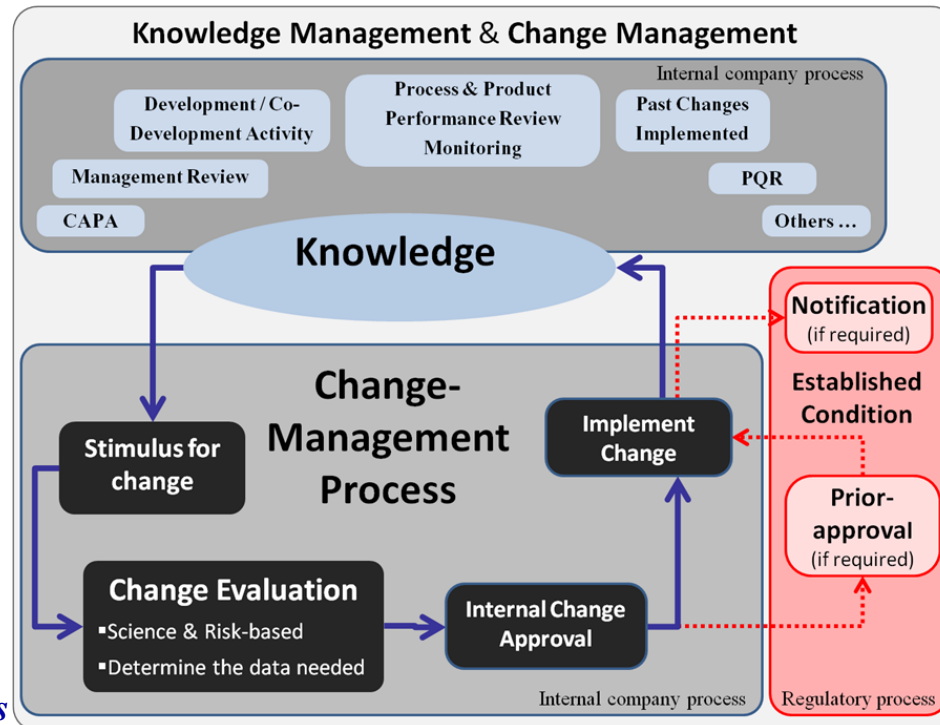 Knowledge Management & Change Management
Internal company process
Development / Co-
Development Activity
Process & Product
Performance Review
Monitoring
Past Changes
Implemented
Management Review
PQR
CAPA
Others ...
Knowledge
Notification
(if required)
Established
Condition
Change-
Management
Process
Implement
Change
Stimulus for
change
Prior-
approval
(if required)
Change Evaluation
▪Science & Risk-based
▪Determine the data needed
Internal Change
Approval
Internal company process
Regulatory process
s